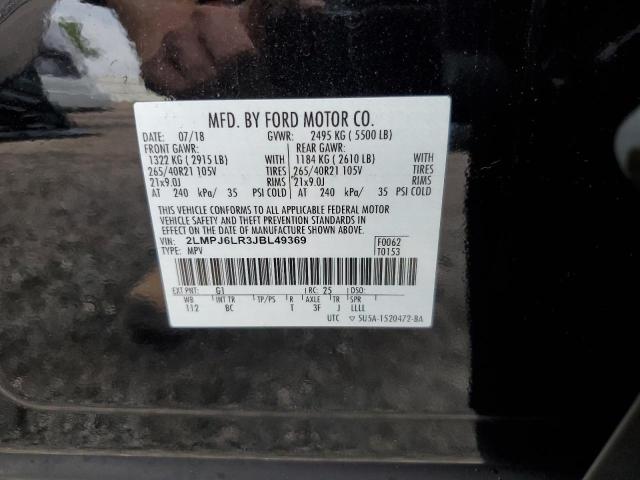 MFD. BY FORD MOTOR CO.
DATE: 07/18 GVWR: 2495 KG ( 5500 LB)
FRONT GAWR: REAR GAWR:
1322 KG ( 2915 LB) WITH 1184 KG ( 2610 LB) WITH
265/40R21 105V TIRES 265/40R21 105V TIRES
21x9.0J RIMS 21x9.0J RIMS
AT 240 kPa/ 35 PSI COLD AT 240 kPa/ 35 PSI COLD
THIS VEHICLE CONFORMS TO ALL APPLICABLE FEDERAL MOTOR
VEHICLE SAFETY AND THEFT PREVENTION STANDARDS IN
EFFECT ON THE DATE OF MANUFACTURE SHOWN ABOVE.
VIN: 2LMPJ6LR3JBL49369 F0062
TYPE: MPV T0153
EXT PNT: G1 RC: 25 DSO:
WB INT TR TP/PS R AXLE TR SPR
112 BC T 3F J LLLL
UTC ▽ 5U5A-1520472-BA